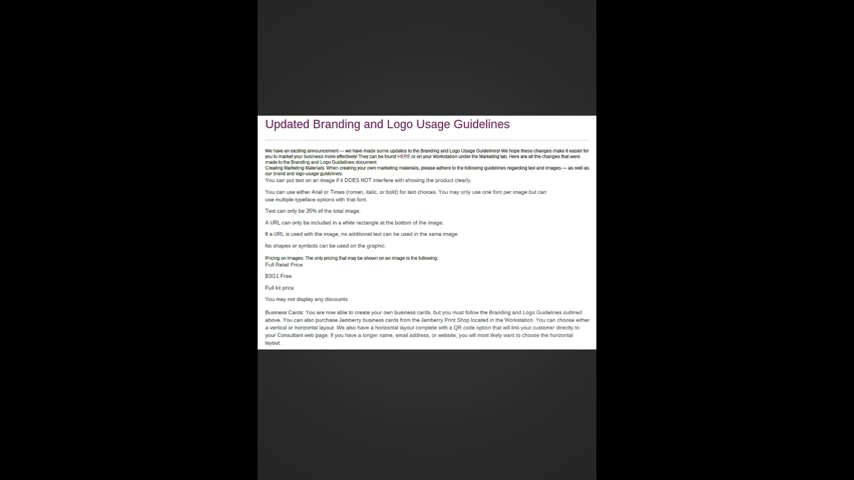 Updated Branding and Logo Usage Guidelines
We have an exciting announcement — we have made some updates to the Branding and Logo Usage Guidelines! We hope these changes make it easier for
you to market your business more effectively! They can be found HERE or on your Workstation under the Marketing tab. Here are all the changes that were
made to the Branding and Logo Guidelines document:
Creating Marketing Materials: When creating your own marketing materials, please adhere to the following guidelines regarding text and images — as well as
our brand and logo usage guidelines.
You can put text on an image if it DOES NOT interfere with showing the product clearly.
You can use either Arial or Times (roman, italic, or bold) for text choices. You may only use one font per image but can
use multiple typeface options with that font.
Text can only be 35% of the total image.
A URL can only be included in a white rectangle at the bottom of the image.
If a URL is used with the image, no additional text can be used in the same image.
No shapes or symbols can be used on the graphic.
Pricing on Images: The only pricing that may be shown on an image is the following:
Full Retail Price
B3G1 Free
Full kit price
You may not display any discounts.
Business Cards: You are now able to create your own business cards, but you must follow the Branding and Logo Guidelines outlined
above. You can also purchase Jamberry business cards from the Jamberry Print Shop located in the Workstation. You can choose either
a vertical or horizontal layout. We also have a horizontal layout complete with a QR code option that will link your customer directly to
your Consultant web page. If you have a longer name, email address, or website, you will most likely want to choose the horizontal
layout.